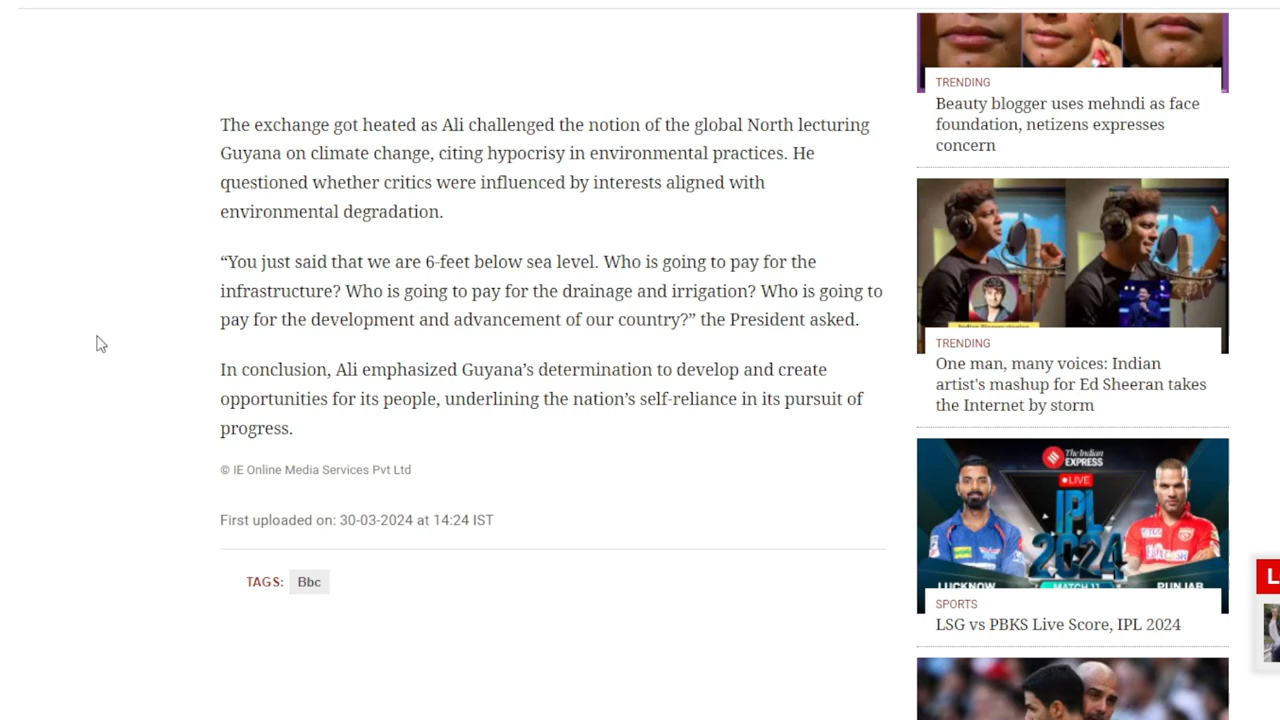 The exchange got heated as Ali challenged the notion of the global North lecturing
Guyana on climate change, citing hypocrisy in environmental practices. He
questioned whether critics were influenced by interests aligned with
environmental degradation.
“You just said that we are 6-feet below sea level. Who is going to pay for the
infrastructure? Who is going to pay for the drainage and irrigation? Who is going to
pay for the development and advancement of our country?” the President asked.
In conclusion, Ali emphasized Guyana’s determination to develop and create
opportunities for its people, underlining the nation’s self-reliance in its pursuit of
progress.
© IE Online Media Services Pvt Ltd
First uploaded on: 30-03-2024 at 14:24 IST
TAGS: Bbc
TRENDING
Beauty blogger uses mehndi as face
foundation, netizens expresses
concern
TRENDING
One man, many voices: Indian
artist's mashup for Ed Sheeran takes
the Internet by storm
The Indian
EXPRESS
LIVE
IPL
2024
MATCH 11
LUCKNOW
PUNJAB
SPORTS
LSG vs PBKS Live Score, IPL 2024
L